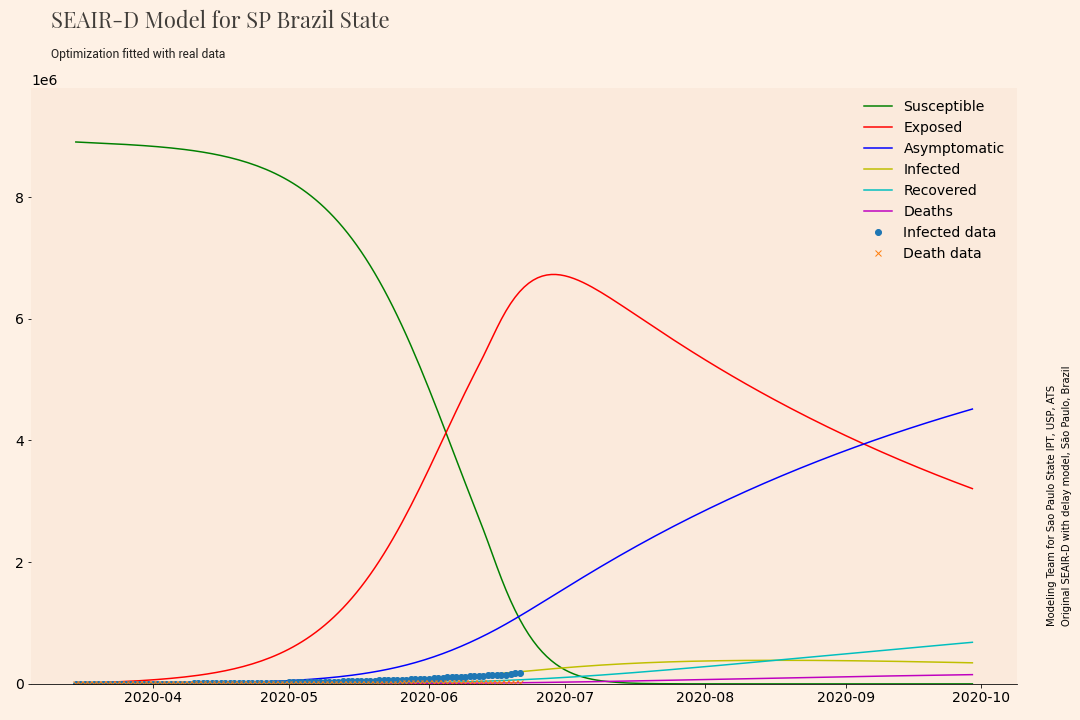 SEAIR-D Model for SP Brazil State
Optimization fitted with real data
1e6
Susceptible
Exposed
Asymptomatic
Infected
Recovered
Deaths
Infected data
Death data
8
6
4
2
0
2020-04
2020-05
2020-06
2020-07
2020-08
2020-09
2020-10
Modeling Team for Sao Paulo State IPT, USP, ATS
Original SEAIR-D with delay model, São Paulo, Brazil